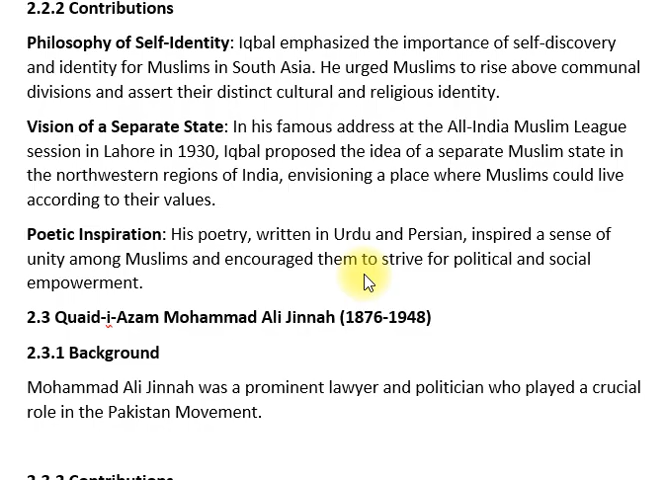 2.2.2 Contributions
Philosophy of Self-Identity: Iqbal emphasized the importance of self-discovery
and identity for Muslims in South Asia. He urged Muslims to rise above communal
divisions and assert their distinct cultural and religious identity.
Vision of a Separate State: In his famous address at the All-India Muslim League
session in Lahore in 1930, Iqbal proposed the idea of a separate Muslim state in
the northwestern regions of India, envisioning a place where Muslims could live
according to their values.
Poetic Inspiration: His poetry, written in Urdu and Persian, inspired a sense of
unity among Muslims and encouraged them to strive for political and social
empowerment.
2.3 Quaid-i-Azam Mohammad Ali Jinnah (1876-1948)
2.3.1 Background
Mohammad Ali Jinnah was a prominent lawyer and politician who played a crucial
role in the Pakistan Movement.
2.3.2 Contributions